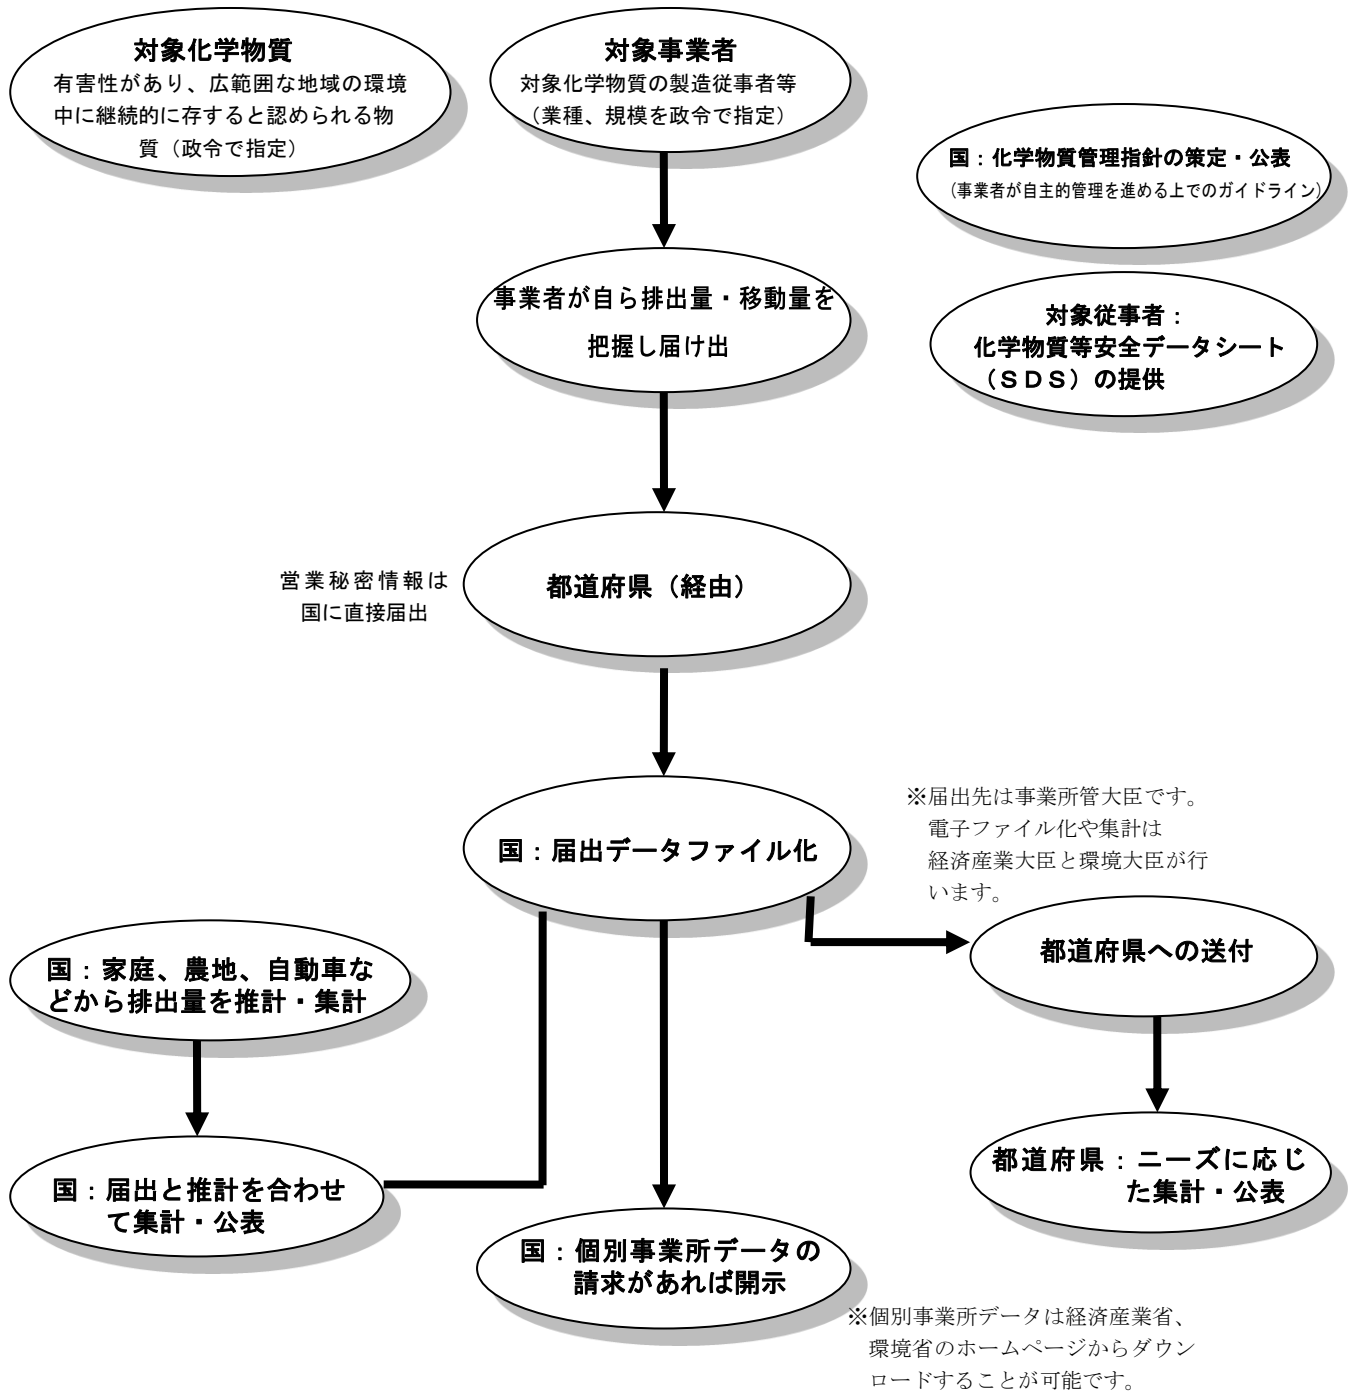 対象化学物質
有害性があり、広範囲な地域の環境
中に継続的に存すると認められる物
質（政令で指定）
対象事業者
対象化学物質の製造従事者等
（業種、規模を政令で指定）
国：化学物質管理指針の策定・公表
（事業者が自主的管理を進める上でのガイドライン）
事業者が自ら排出量・移動量を
把握し届け出
対象従事者：
化学物質等安全データシート
（ＳＤＳ）の提供
営業秘密情報は
国に直接届出
都道府県（経由）
国：届出データファイル化
※届出先は事業所管大臣です。
電子ファイル化や集計は
経済産業大臣と環境大臣が行
います。
国：家庭、農地、自動車な
どから排出量を推計・集計
都道府県への送付
国：届出と推計を合わせ
て集計・公表
都道府県：ニーズに応じ
た集計・公表
国：個別事業所データの
請求があれば開示
※個別事業所データは経済産業省、
環境省のホームページからダウン
ロードすることが可能です。